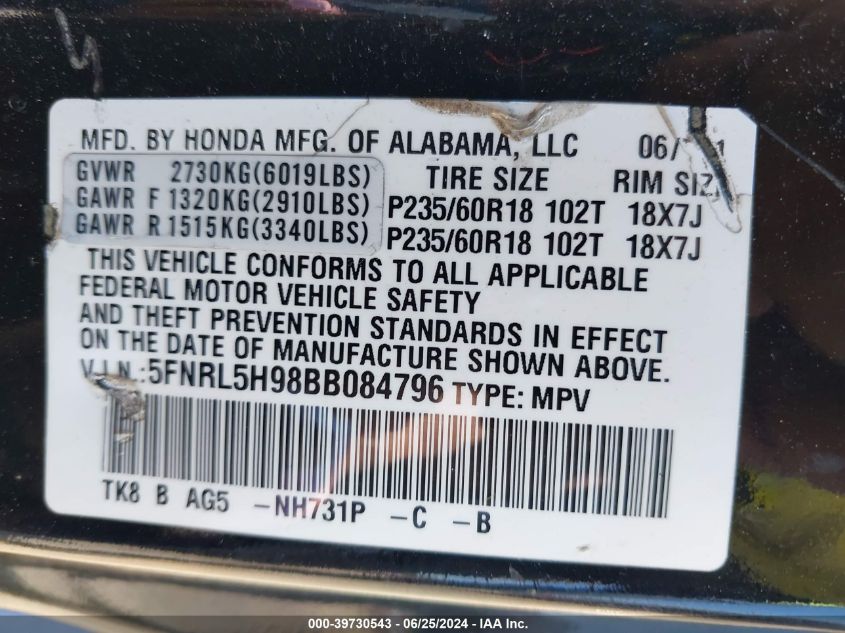 MFD. BY HONDA MFG. OF ALABAMA, LLC 06/
GVWR 2730KG(6019LBS) TIRE SIZE RIM SIZ
GAWR F 1320KG(2910LBS) P235/60R18 102T 18X7J
GAWR R 1515KG(3340LBS) P235/60R18 102T 18X7J
THIS VEHICLE CONFORMS TO ALL APPLICABLE
FEDERAL MOTOR VEHICLE SAFETY
AND THEFT PREVENTION STANDARDS IN EFFECT
ON THE DATE OF MANUFACTURE SHOWN ABOVE.
V.I.N.:5FNRL5H98BB084796 TYPE: MPV
TK8 B AG5 -NH731P -C -B
000-39730543 - 06/25/2024 - IAA Inc.